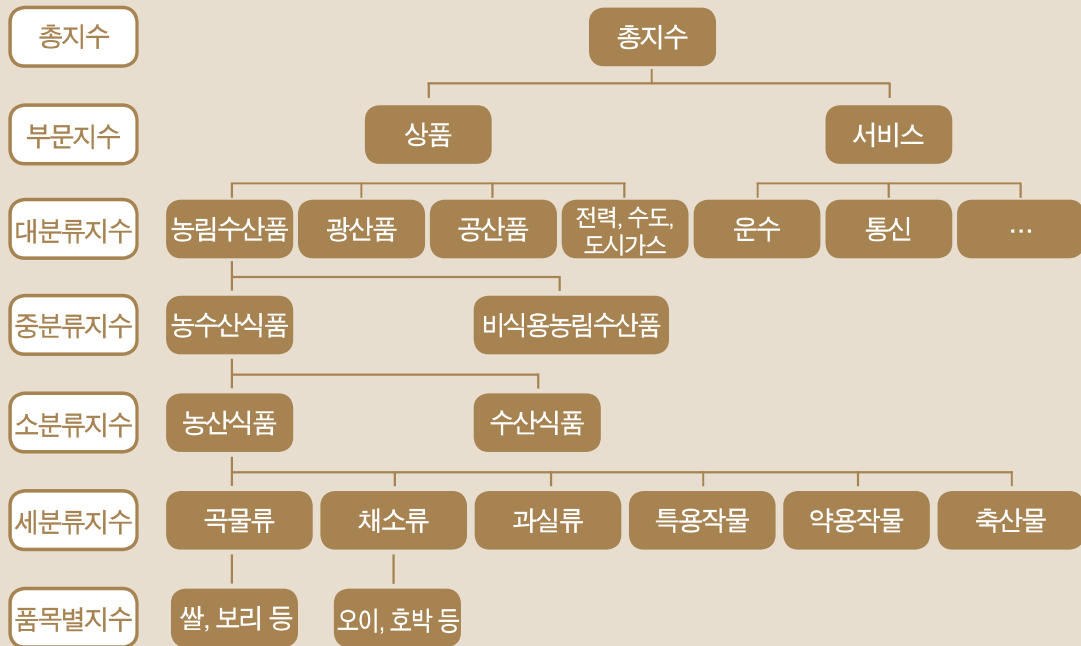 총지수
총지수
부문지수
상품
서비스
대분류지수
농림수산품
광산품
공산품
전력, 수도,
도시가스
운수
통신
…
중분류지수
농수산식품
비식용농림수산품
소분류지수
농산식품
수산식품
세분류지수
곡물류
채소류
과실류
특용작물
약용작물
축산물
품목별지수
쌀, 보리 등
오이, 호박 등